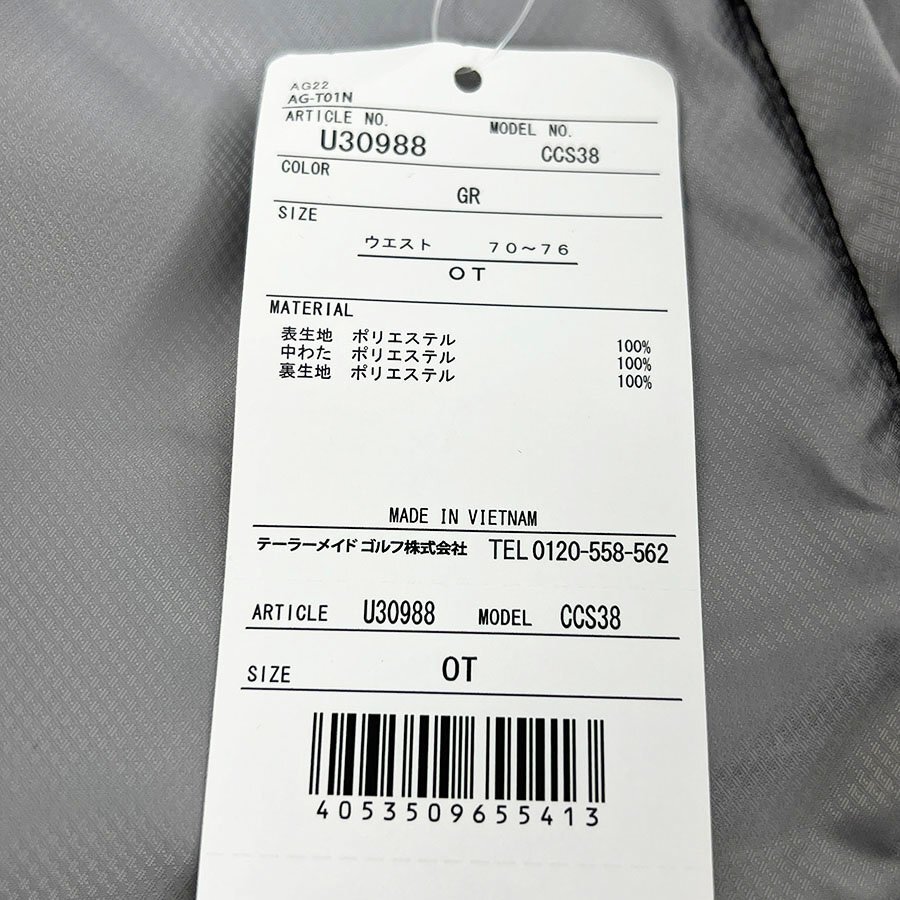 AG22
AG-T01N
ARTICLE NO. MODEL NO.
U30988 CCS38
COLOR
GR
SIZE
ウエスト 70~76
OT
MATERIAL
表生地 ポリエステル 100%
中わた ポリエステル 100%
裏生地 ポリエステル 100%
MADE IN VIETNAM
テーラーメイド ゴルフ株式会社 TEL 0120-558-562
ARTICLE U30988 MODEL CCS38
SIZE OT
4053509655413